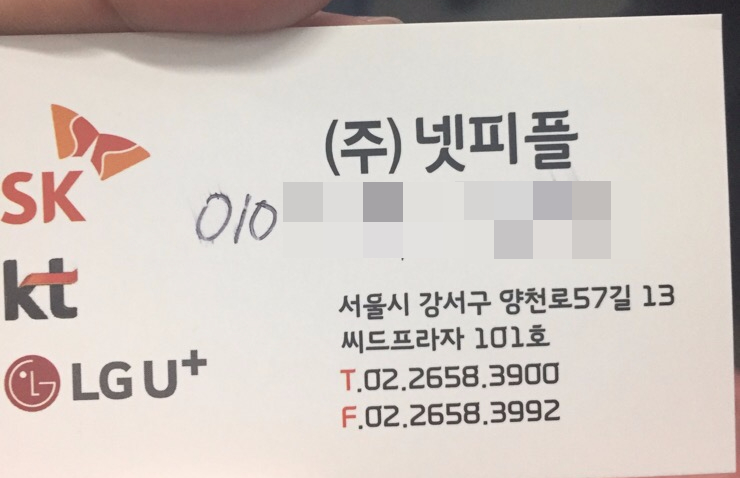 SK
kt
LG U+
(주) 넷피플
010
서울시 강서구 양천로57길 13
씨드프라자 101호
T.02.2658.3900
F.02.2658.3992